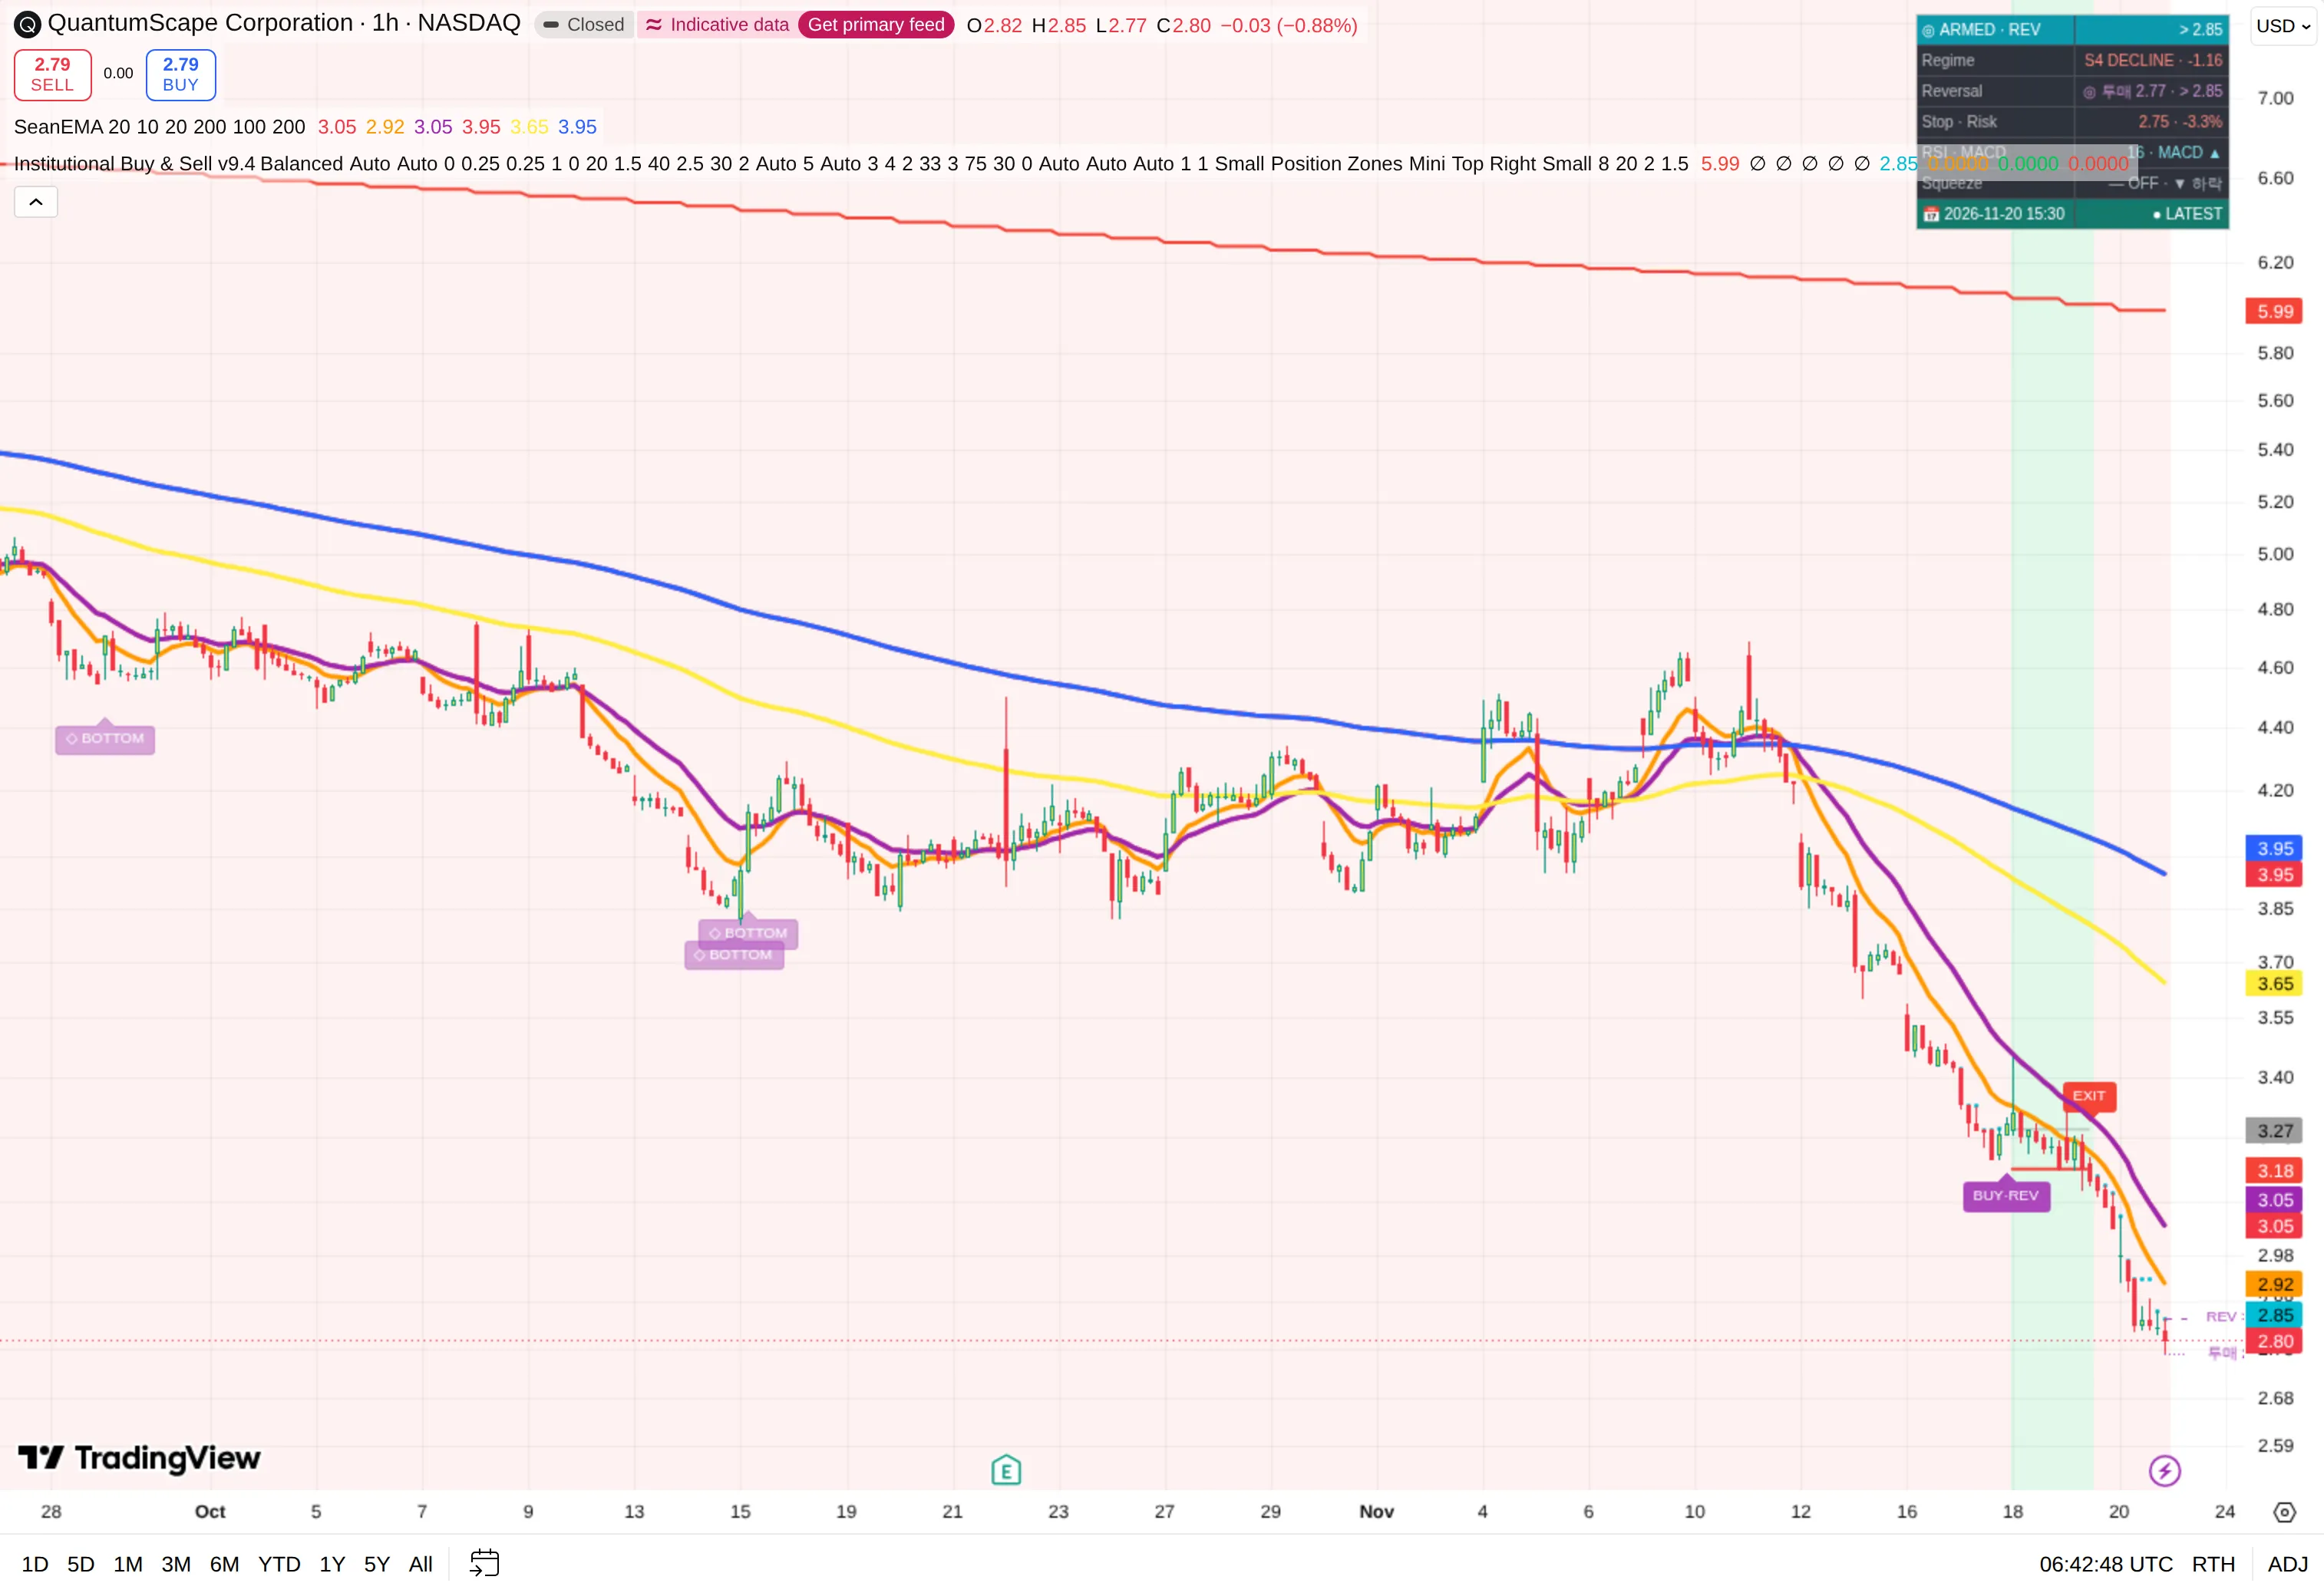 QuantumScape Corporation · 1h · NASDAQ Closed Indicative data Get primary feed O2.82 H2.85 L2.77 C2.80 −0.03 (−0.88%)
2.79 SELL 0.00 2.79 BUY
SeanEMA 20 10 20 200 100 200 3.05 2.92 3.05 3.95 3.65 3.95
Institutional Buy & Sell v9.4 Balanced Auto Auto 0 0.25 0.25 1 0 20 1.5 40 2.5 30 2 Auto 5 Auto 3 4 2 33 3 75 30 0 Auto Auto Auto 1 1 Small Position Zones Mini Top Right Small 8 20 2 1.5 5.99 ∅ ∅ ∅ ∅ ∅ 2.85 0.0000 0.0000 0.0000
◎ ARMED · REV > 2.85
Regime S4 DECLINE · -1.16
Reversal ◎ 투매 2.77 · > 2.85
Stop · Risk 2.75 · -3.3%
RSI · MACD 16 · MACD ▲
Squeeze — OFF · ▼ 하락
2026-11-20 15:30 ● LATEST
USD
7.00
6.60
6.20
5.99
5.80
5.60
5.40
5.20
5.00
4.80
4.60
4.40
4.20
3.95
3.95
3.85
3.70
3.65
3.55
3.40
3.27
3.18
3.05
3.05
2.98
2.92
2.85
2.80
2.68
2.59
◇ BOTTOM
◇ BOTTOM
◇ BOTTOM
EXIT
BUY-REV
REV
투매
TradingView
E
28 Oct 5 7 9 13 15 19 21 23 27 29 Nov 4 6 10 12 16 18 20 24
1D 5D 1M 3M 6M YTD 1Y 5Y All 06:42:48 UTC RTH ADJ